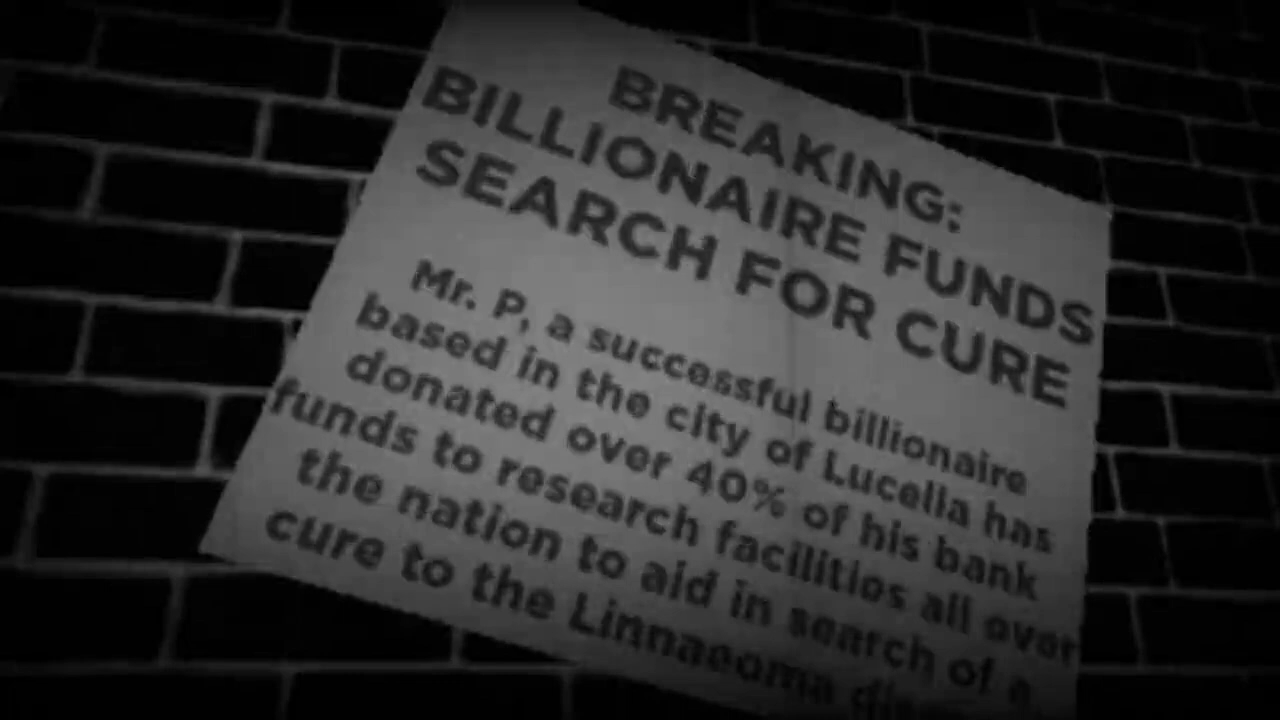 BREAKING:
BILLIONAIRE FUNDS
SEARCH FOR CURE
Mr. P, a successful billionaire
based in the city of Lucella has
donated over 40% of his bank
funds to research facilities all over
the nation to aid in search of a
cure to the Linnaeoma